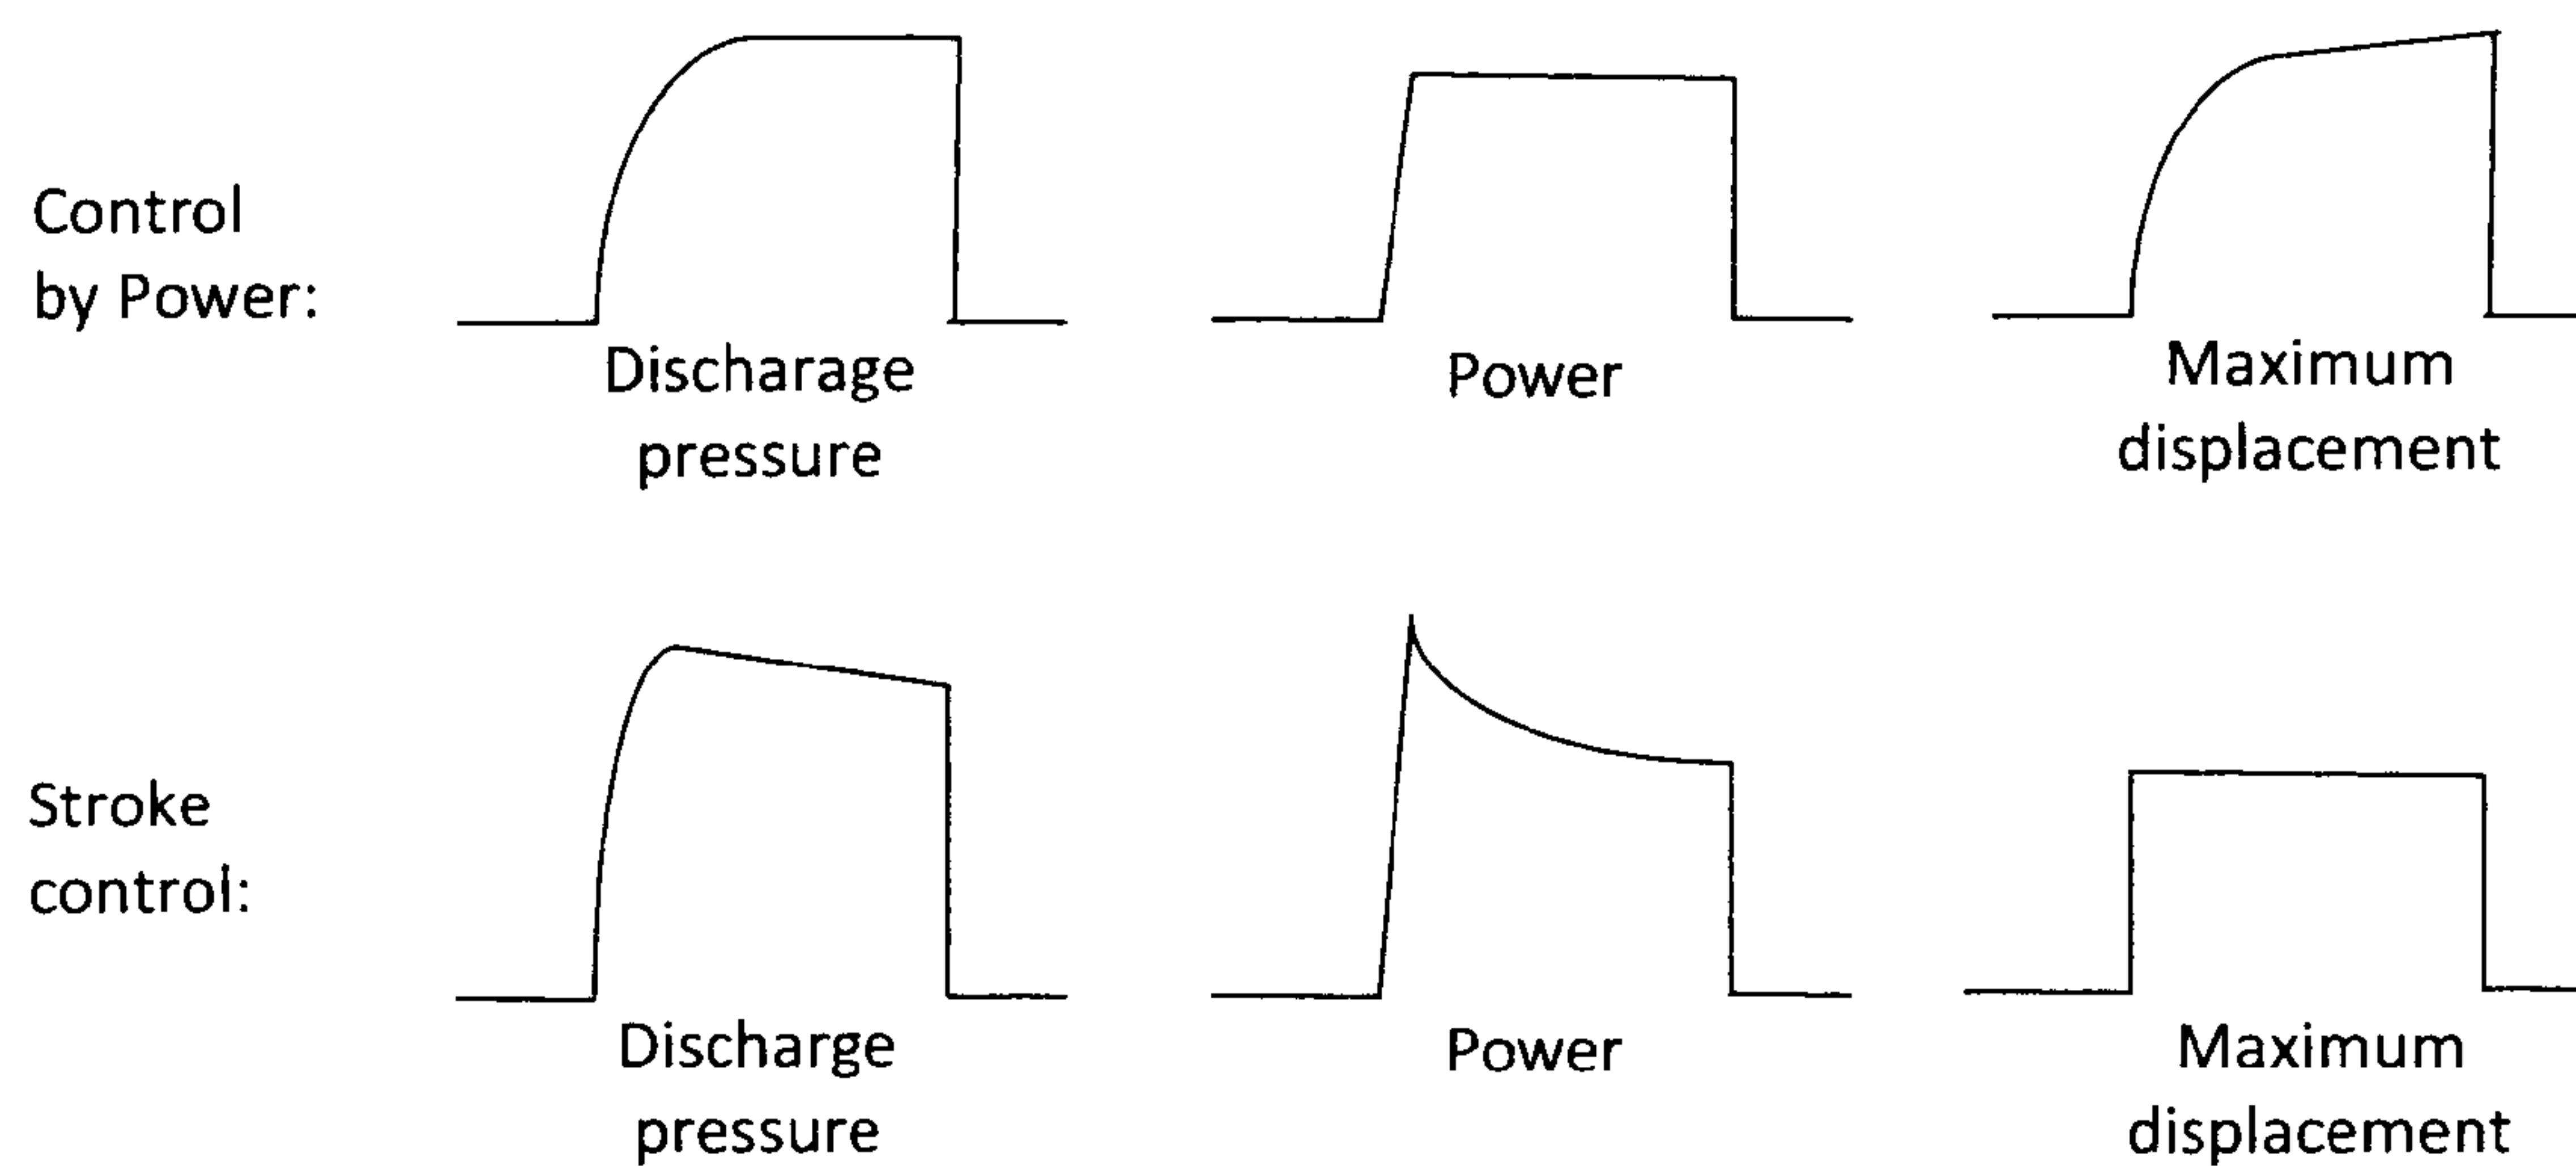 Control
by Power:
Discharage
pressure
Power
Maximum
displacement
Stroke
control:
Discharge
pressure
Power
Maximum
displacement